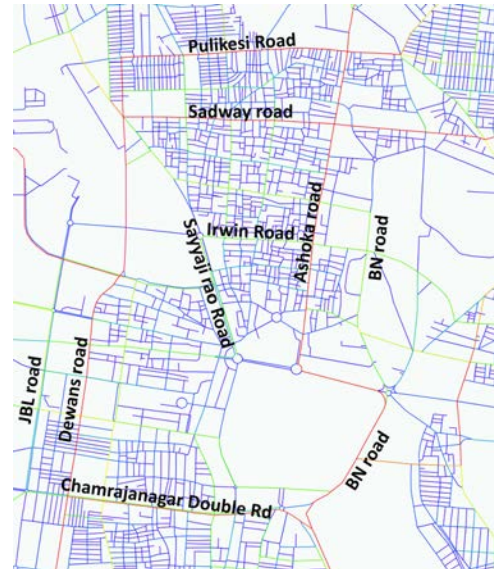 Pulikesi Road
Sadway road
Irwin Road
Sayyaji rao Road
Ashoka road
BN road
JBL road
Dewans road
BN road
Chamrajanagar Double Rd